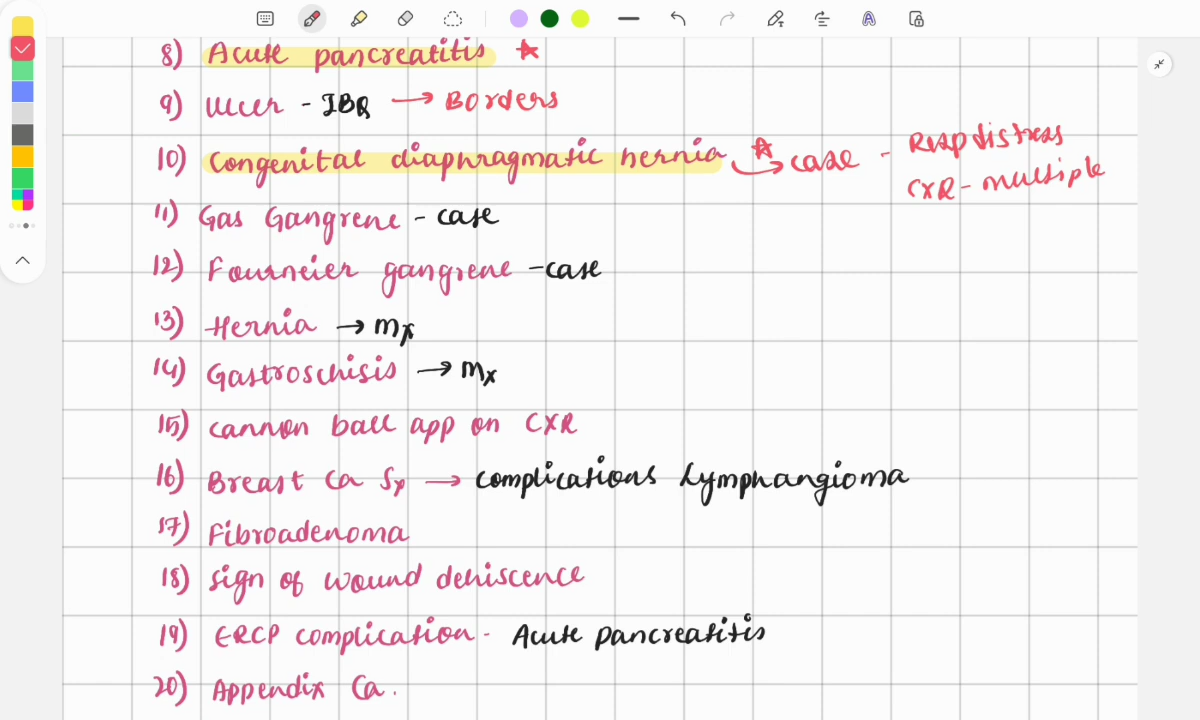 8) Acute pancreatitis ☆
9) Ulcer - IBQ → Borders
10) Congenital diaphragmatic hernia ☆ → case - Resp distress
CXR - multiple
11) Gas Gangrene - case
12) Fourneier gangrene - case
13) Hernia → Mx
14) Gastroschisis → Mx
15) cannon ball app on CXR
16) Breast Ca Sx → complications Lymphangioma
17) Fibroadenoma
18) sign of wound dehiscence
19) ERCP complication - Acute pancreatitis
20) Appendix Ca.